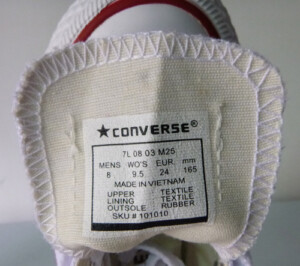 ★CONVERSE®
7L 08 03 M25
MENS WO'S EUR. mm
8 9.5 24 165
MADE IN VIETNAM
UPPER TEXTILE
LINING TEXTILE
OUTSOLE RUBBER
SKU # 101010